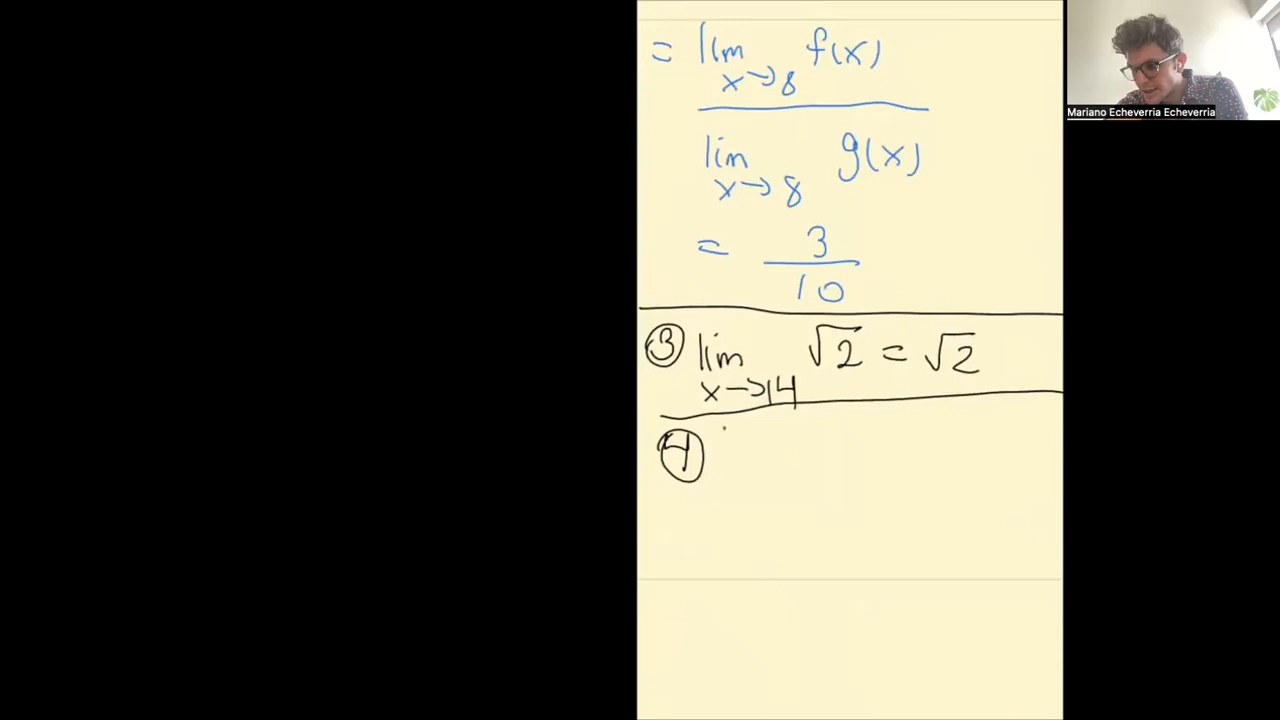 = lim f(x)
x→8
lim g(x)
x→8
= 3
10
③ lim √2 = √2
x→14
④
Mariano Echeverria Echeverria